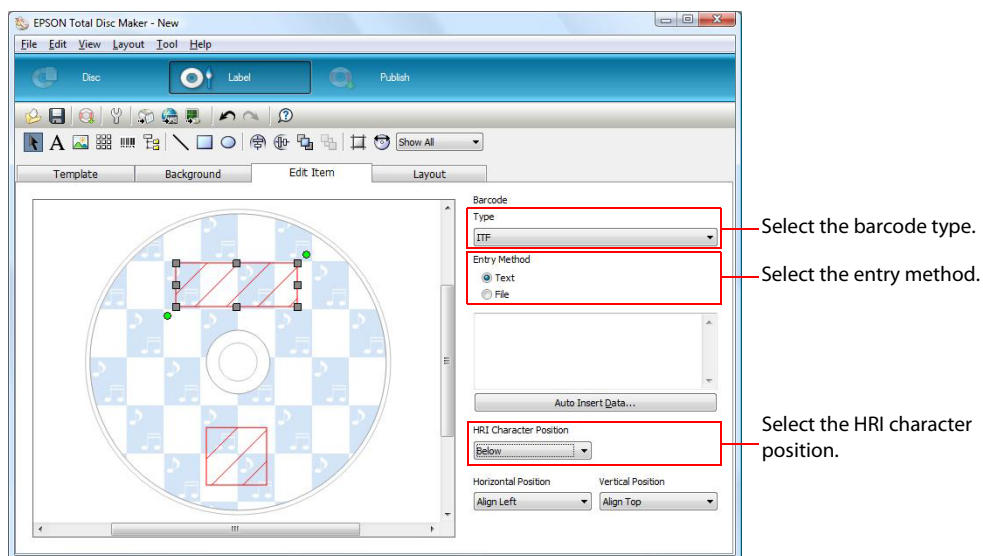 EPSON Total Disc Maker - New
File Edit View Layout Tool Help
Disc Label Publish
A Show All
Template Background Edit Item Layout
Barcode
Type
ITF
Select the barcode type.
Entry Method
Text
File
Select the entry method.
Auto Insert Data...
HRI Character Position
Below
Select the HRI character
position.
Horizontal Position Vertical Position
Align Left Align Top